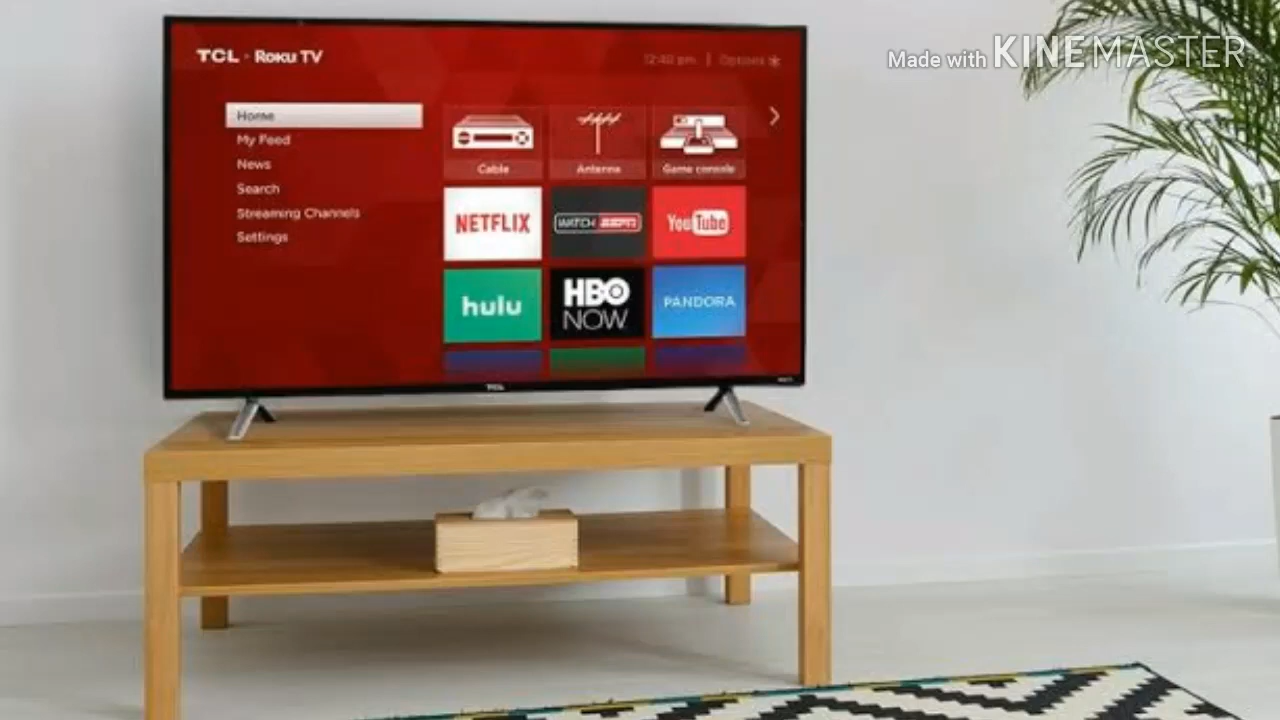 Made with KINEMASTER
TCL • Roku TV
12:40 pm | Options
Home
My Feed
News
Search
Streaming Channels
Settings
Cable
Antenna
Game console
NETFLIX
WATCH ESPN
YouTube
hulu
HBO
NOW
PANDORA
TCL